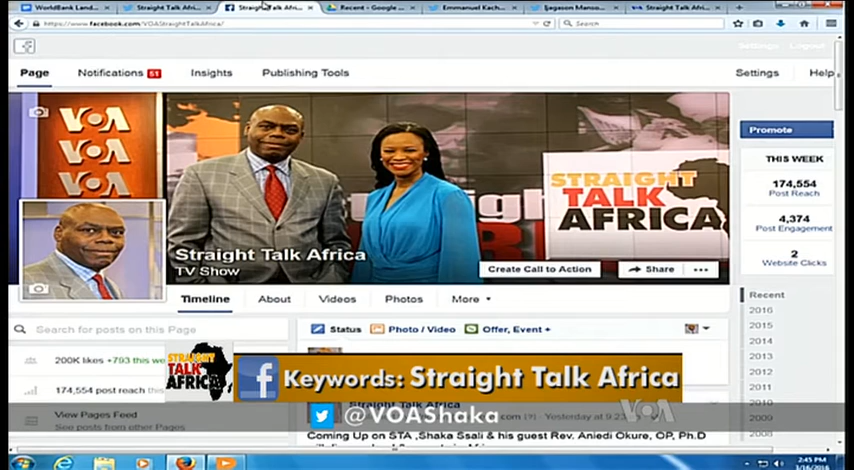 WorldBank Land...
Straight Talk Afri...
Straight Talk Afri...
Recent - Google ...
Emmanuel Kach...
Ijagason Manso...
Straight Talk Afri...
https://www.facebook.com/VOAStraightTalkAfrica/
Search
Settings
Logout
Page
Notifications 51
Insights
Publishing Tools
Settings
Help
VOA
VOA
VOA
STRAIGHT
TALK
AFRICA
Straight Talk Africa
TV Show
Create Call to Action
Share
Promote
THIS WEEK
174,554
Post Reach
4,374
Post Engagement
2
Website Clicks
Timeline
About
Videos
Photos
More
Recent
2016
2015
2014
2013
2012
2011
2010
2009
Search for posts on this Page
Status
Photo / Video
Offer, Event +
200K likes +793 this we
174,554 post reach
View Pages Feed
See posts from other Pages
STRAIGHT
TALK
AFRICA
Keywords: Straight Talk Africa
Straight Talk Africa
@VOAShaka
VOA
Yesterday at 9:23
Coming Up on STA ,Shaka Ssali & his guest Rev. Aniedi Okure, OP, Ph.D
2:45 PM
3/16/2016